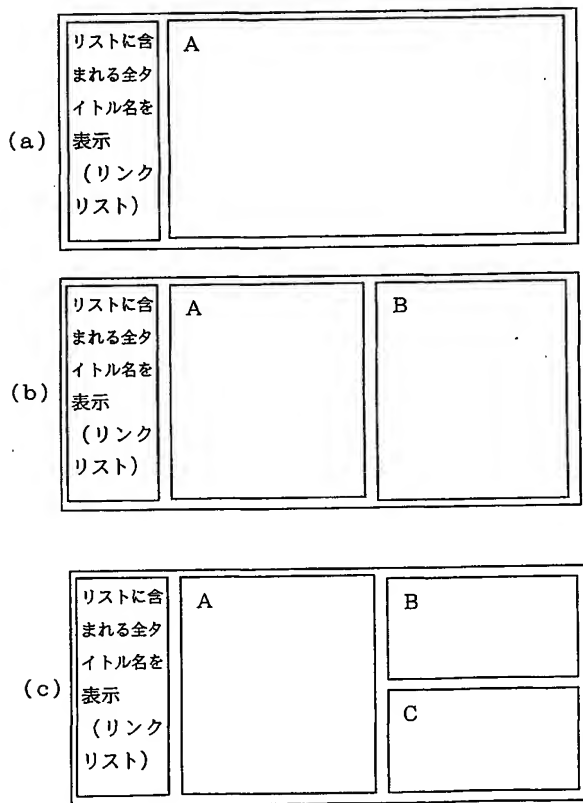 (a)
リストに含
まれる全タ
イトル名を
表示
(リンク
リスト)
A
(b)
リストに含
まれる全タ
イトル名を
表示
(リンク
リスト)
A
B
(c)
リストに含
まれる全タ
イトル名を
表示
(リンク
リスト)
A
B
C